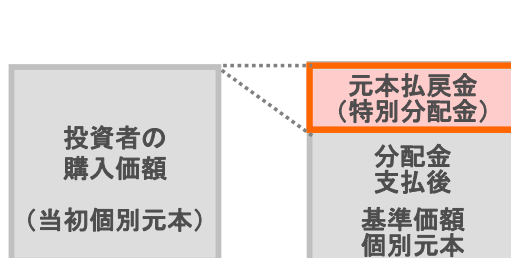 投資者の
購入価額
（当初個別元本）
元本払戻金
（特別分配金）
分配金
支払後
基準価額
個別元本